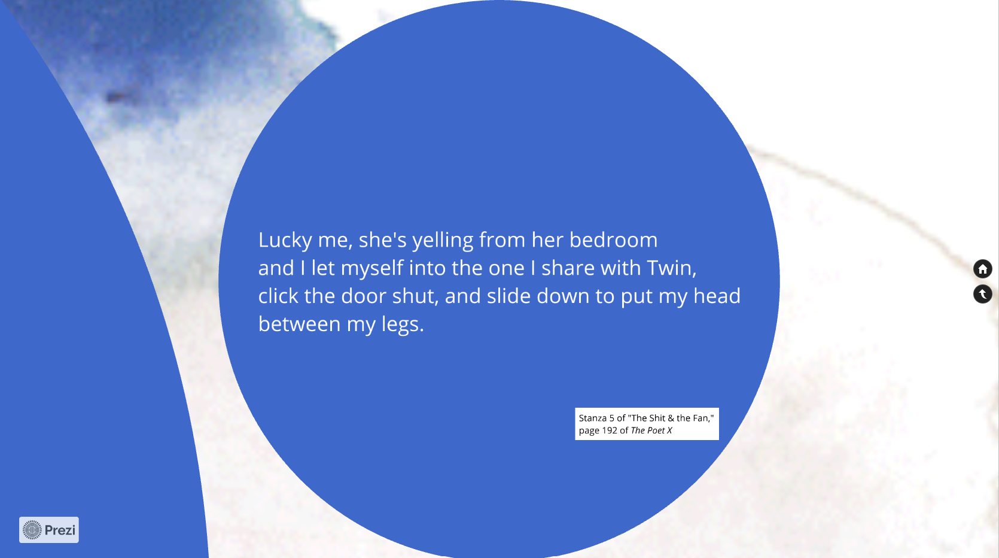 Lucky me, she's yelling from her bedroom
and I let myself into the one I share with Twin,
click the door shut, and slide down to put my head
between my legs.
Stanza 5 of "The Shit & the Fan,"
page 192 of The Poet X
Prezi